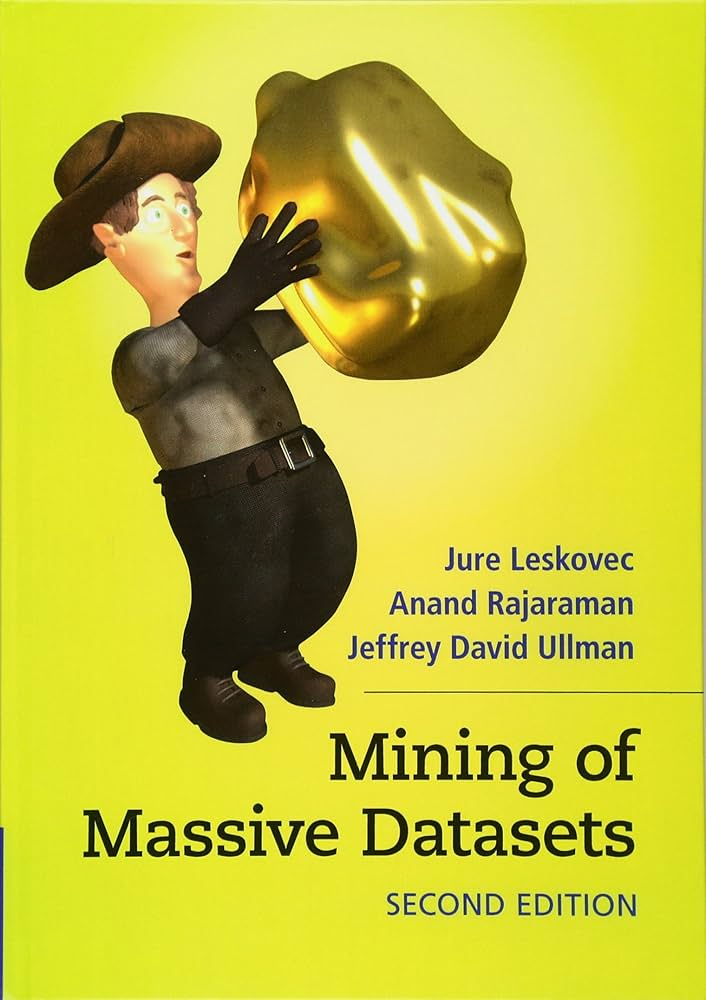 Jure Leskovec
Anand Rajaraman
Jeffrey David Ullman
Mining of
Massive Datasets
SECOND EDITION